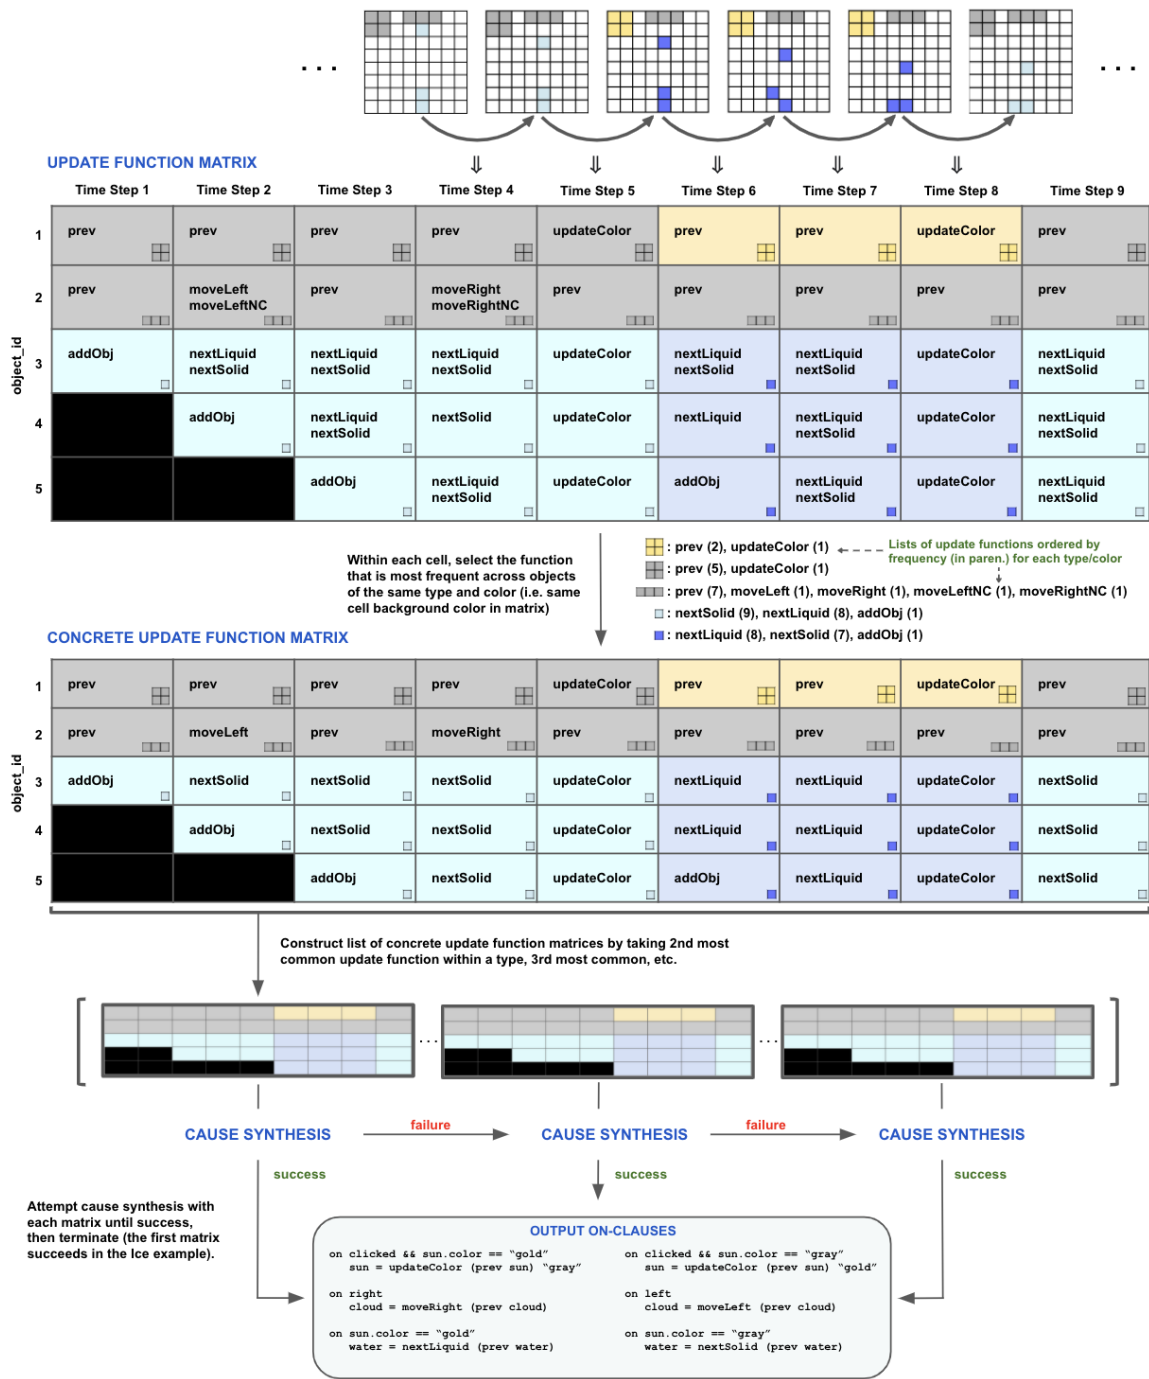 . . .
. . .
UPDATE FUNCTION MATRIX
⇓ ⇓ ⇓ ⇓ ⇓
Time Step 1 Time Step 2 Time Step 3 Time Step 4 Time Step 5 Time Step 6 Time Step 7 Time Step 8 Time Step 9
object_id
1 prev prev prev prev updateColor prev prev updateColor prev
2 prev moveLeft prev moveRight prev prev prev prev prev
moveLeftNC moveRightNC
3 addObj nextLiquid nextLiquid nextLiquid updateColor nextLiquid nextLiquid updateColor nextLiquid
nextSolid nextSolid nextSolid nextSolid nextSolid nextSolid
4 addObj nextLiquid nextSolid updateColor nextLiquid nextLiquid updateColor nextLiquid
nextSolid nextSolid nextSolid
5 addObj nextLiquid updateColor addObj nextLiquid updateColor nextLiquid
nextSolid nextSolid nextSolid
Within each cell, select the function
that is most frequent across objects
of the same type and color (i.e. same
cell background color in matrix)
: prev (2), updateColor (1)
: prev (5), updateColor (1)
: prev (7), moveLeft (1), moveRight (1), moveLeftNC (1), moveRightNC (1)
: nextSolid (9), nextLiquid (8), addObj (1)
: nextLiquid (8), nextSolid (7), addObj (1)
Lists of update functions ordered by
frequency (in paren.) for each type/color
CONCRETE UPDATE FUNCTION MATRIX
object_id
1 prev prev prev prev updateColor prev prev updateColor prev
2 prev moveLeft prev moveRight prev prev prev prev prev
3 addObj nextSolid nextSolid nextSolid updateColor nextLiquid nextLiquid updateColor nextSolid
4 addObj nextSolid nextSolid updateColor nextLiquid nextLiquid updateColor nextSolid
5 addObj nextSolid updateColor addObj nextLiquid updateColor nextSolid
Construct list of concrete update function matrices by taking 2nd most
common update function within a type, 3rd most common, etc.
... ...
CAUSE SYNTHESIS failure CAUSE SYNTHESIS failure CAUSE SYNTHESIS
success success success
Attempt cause synthesis with
each matrix until success,
then terminate (the first matrix
succeeds in the Ice example).
OUTPUT ON-CLAUSES
on clicked && sun.color == “gold”
sun = updateColor (prev sun) “gray”
on right
cloud = moveRight (prev cloud)
on sun.color == “gold”
water = nextLiquid (prev water)
on clicked && sun.color == “gray”
sun = updateColor (prev sun) “gold”
on left
cloud = moveLeft (prev cloud)
on sun.color == “gray”
water = nextSolid (prev water)